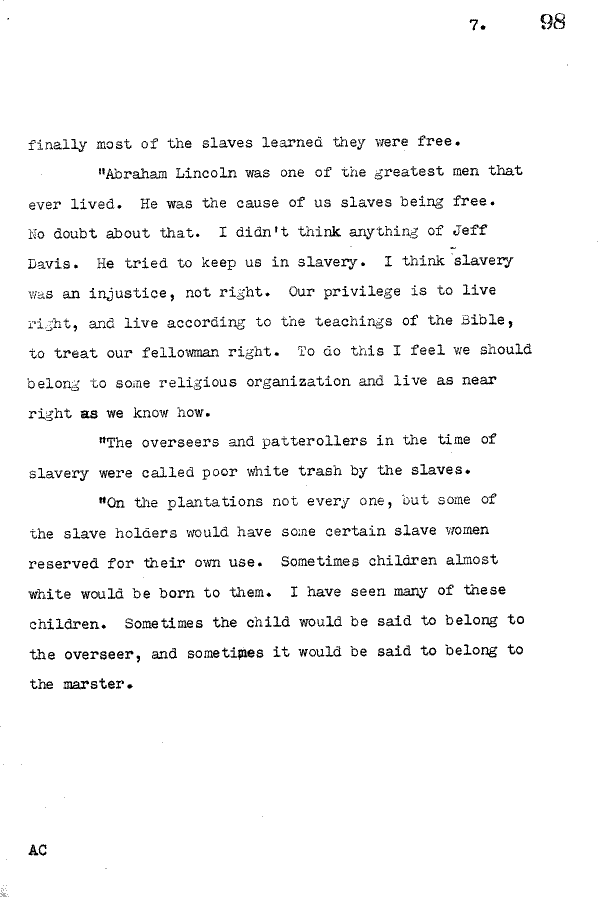 7. 98
finally most of the slaves learned they were free.
"Abraham Lincoln was one of the greatest men that
ever lived. He was the cause of us slaves being free.
No doubt about that. I didn't think anything of Jeff
Davis. He tried to keep us in slavery. I think slavery
was an injustice, not right. Our privilege is to live
right, and live according to the teachings of the Bible,
to treat our fellowman right. To do this I feel we should
belong to some religious organization and live as near
right as we know how.
"The overseers and patterollers in the time of
slavery were called poor white trash by the slaves.
"On the plantations not every one, but some of
the slave holders would have some certain slave women
reserved for their own use. Sometimes children almost
white would be born to them. I have seen many of these
children. Sometimes the child would be said to belong to
the overseer, and sometimes it would be said to belong to
the marster.
AC